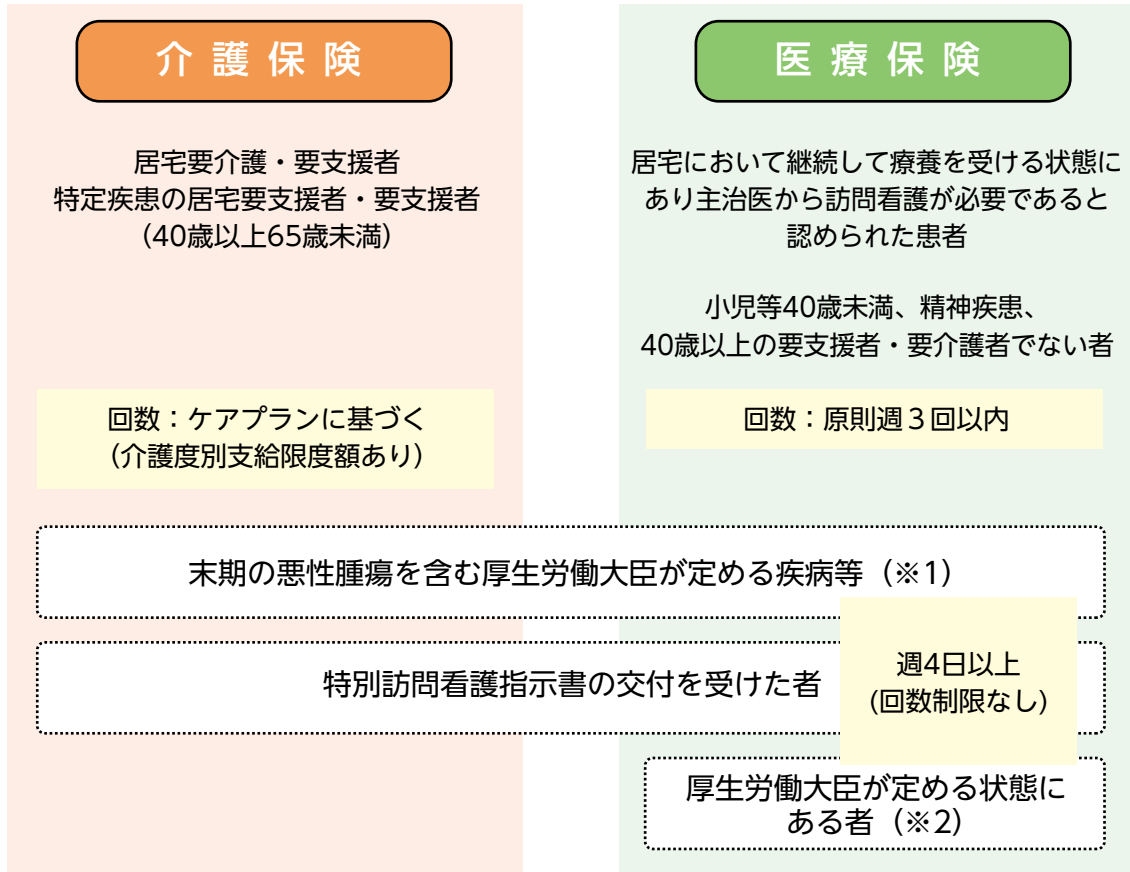 介護保険
居宅要介護・要支援者
特定疾患の居宅要支援者・要支援者
（40歳以上65歳未満）
回数：ケアプランに基づく
（介護度別支給限度額あり）
医療保険
居宅において継続して療養を受ける状態に
あり主治医から訪問看護が必要であると
認められた患者
小児等40歳未満、精神疾患、
40歳以上の要支援者・要介護者でない者
回数：原則週３回以内
末期の悪性腫瘍を含む厚生労働大臣が定める疾病等（※1）
特別訪問看護指示書の交付を受けた者
週4日以上
(回数制限なし)
厚生労働大臣が定める状態に
ある者（※2）